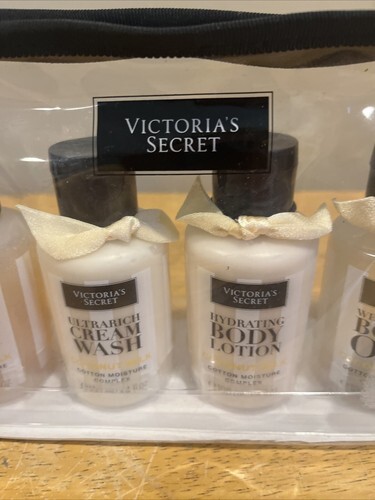 VICTORIA'S
SECRET
VICTORIA'S
SECRET
ULTRARICH
CREAM
WASH
COTTON MOISTURE
COMPLEX
VICTORIA'S
SECRET
HYDRATING
BODY
LOTION
COTTON MOISTURE
COMPLEX